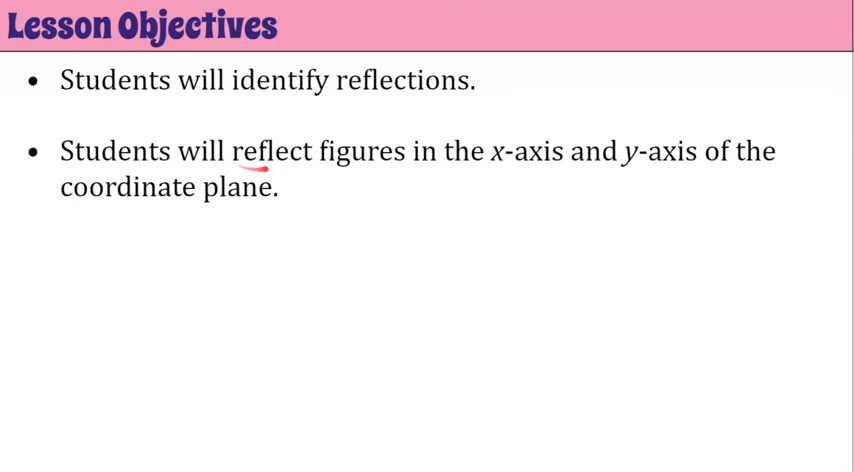 Lesson Objectives
• Students will identify reflections.
• Students will reflect figures in the x-axis and y-axis of the
coordinate plane.